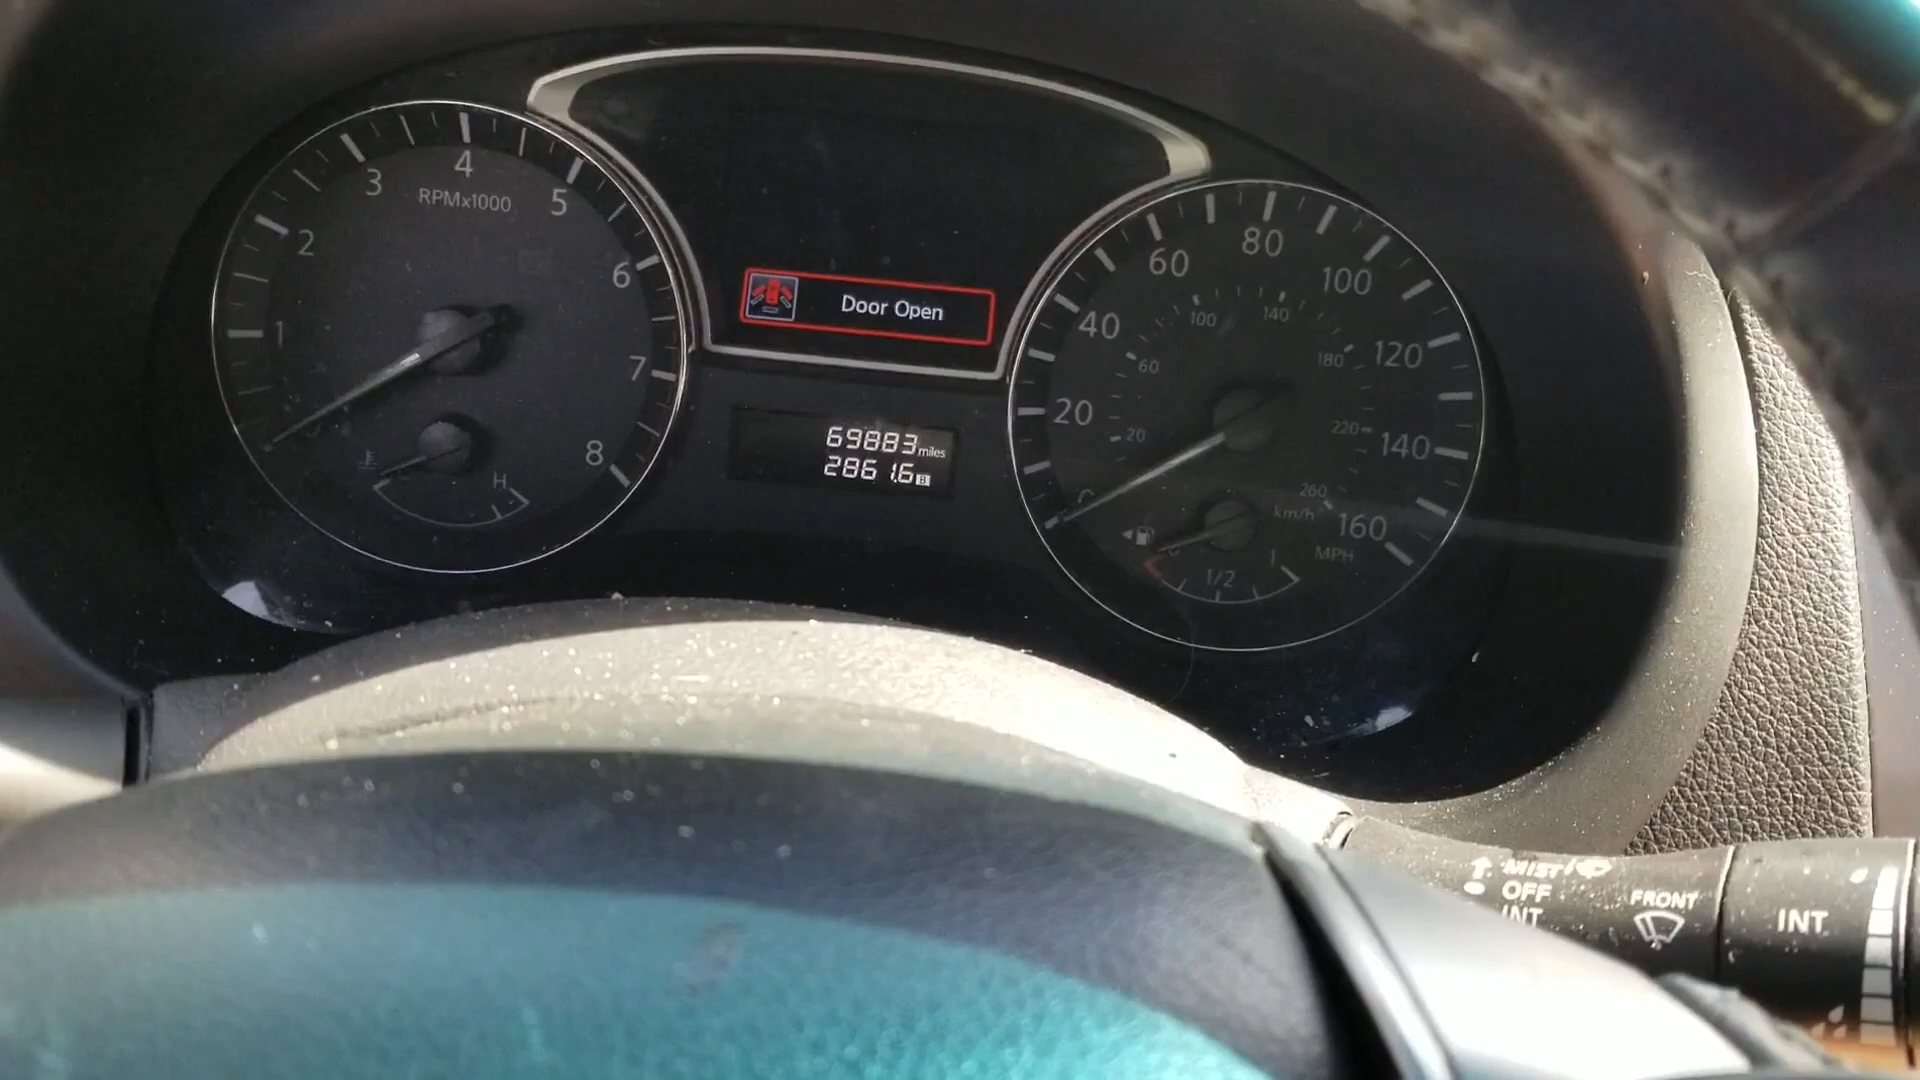 1
2
3
4
5
6
7
8
RPMx1000
H
Door Open
69883 miles
2861.6 B
20
40
60
80
100
120
140
160
MPH
20
60
100
140
180
220
260
km/h
1/2
1
MIST/
OFF
INT
FRONT
INT